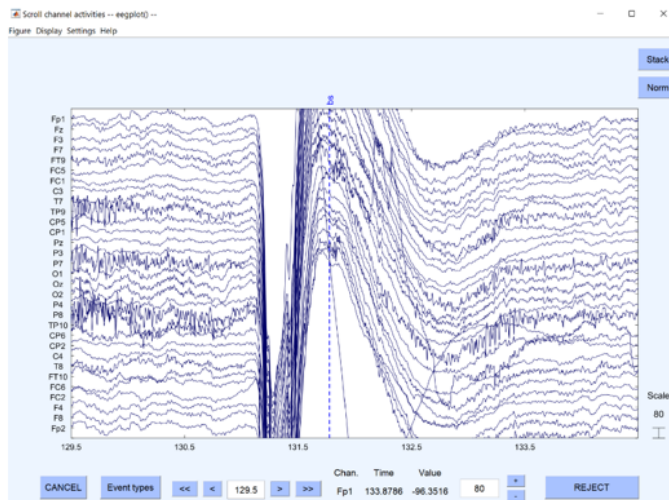 Scroll channel activities -- eegplot() --
Figure Display Settings Help
Stack
Norm
bs
Fp1
Fz
F3
F7
FT9
FC5
FC1
C3
T7
TP9
CP5
CP1
Pz
P3
P7
O1
Oz
O2
P4
P8
TP10
CP6
CP2
C4
T8
FT10
FC6
FC2
F4
F8
Fp2
129.5 130.5 131.5 132.5 133.5
Scale
80
Chan. Time Value
CANCEL Event types << < 129.5 > >> Fp1 133.8786 -96.3516 80 + - REJECT